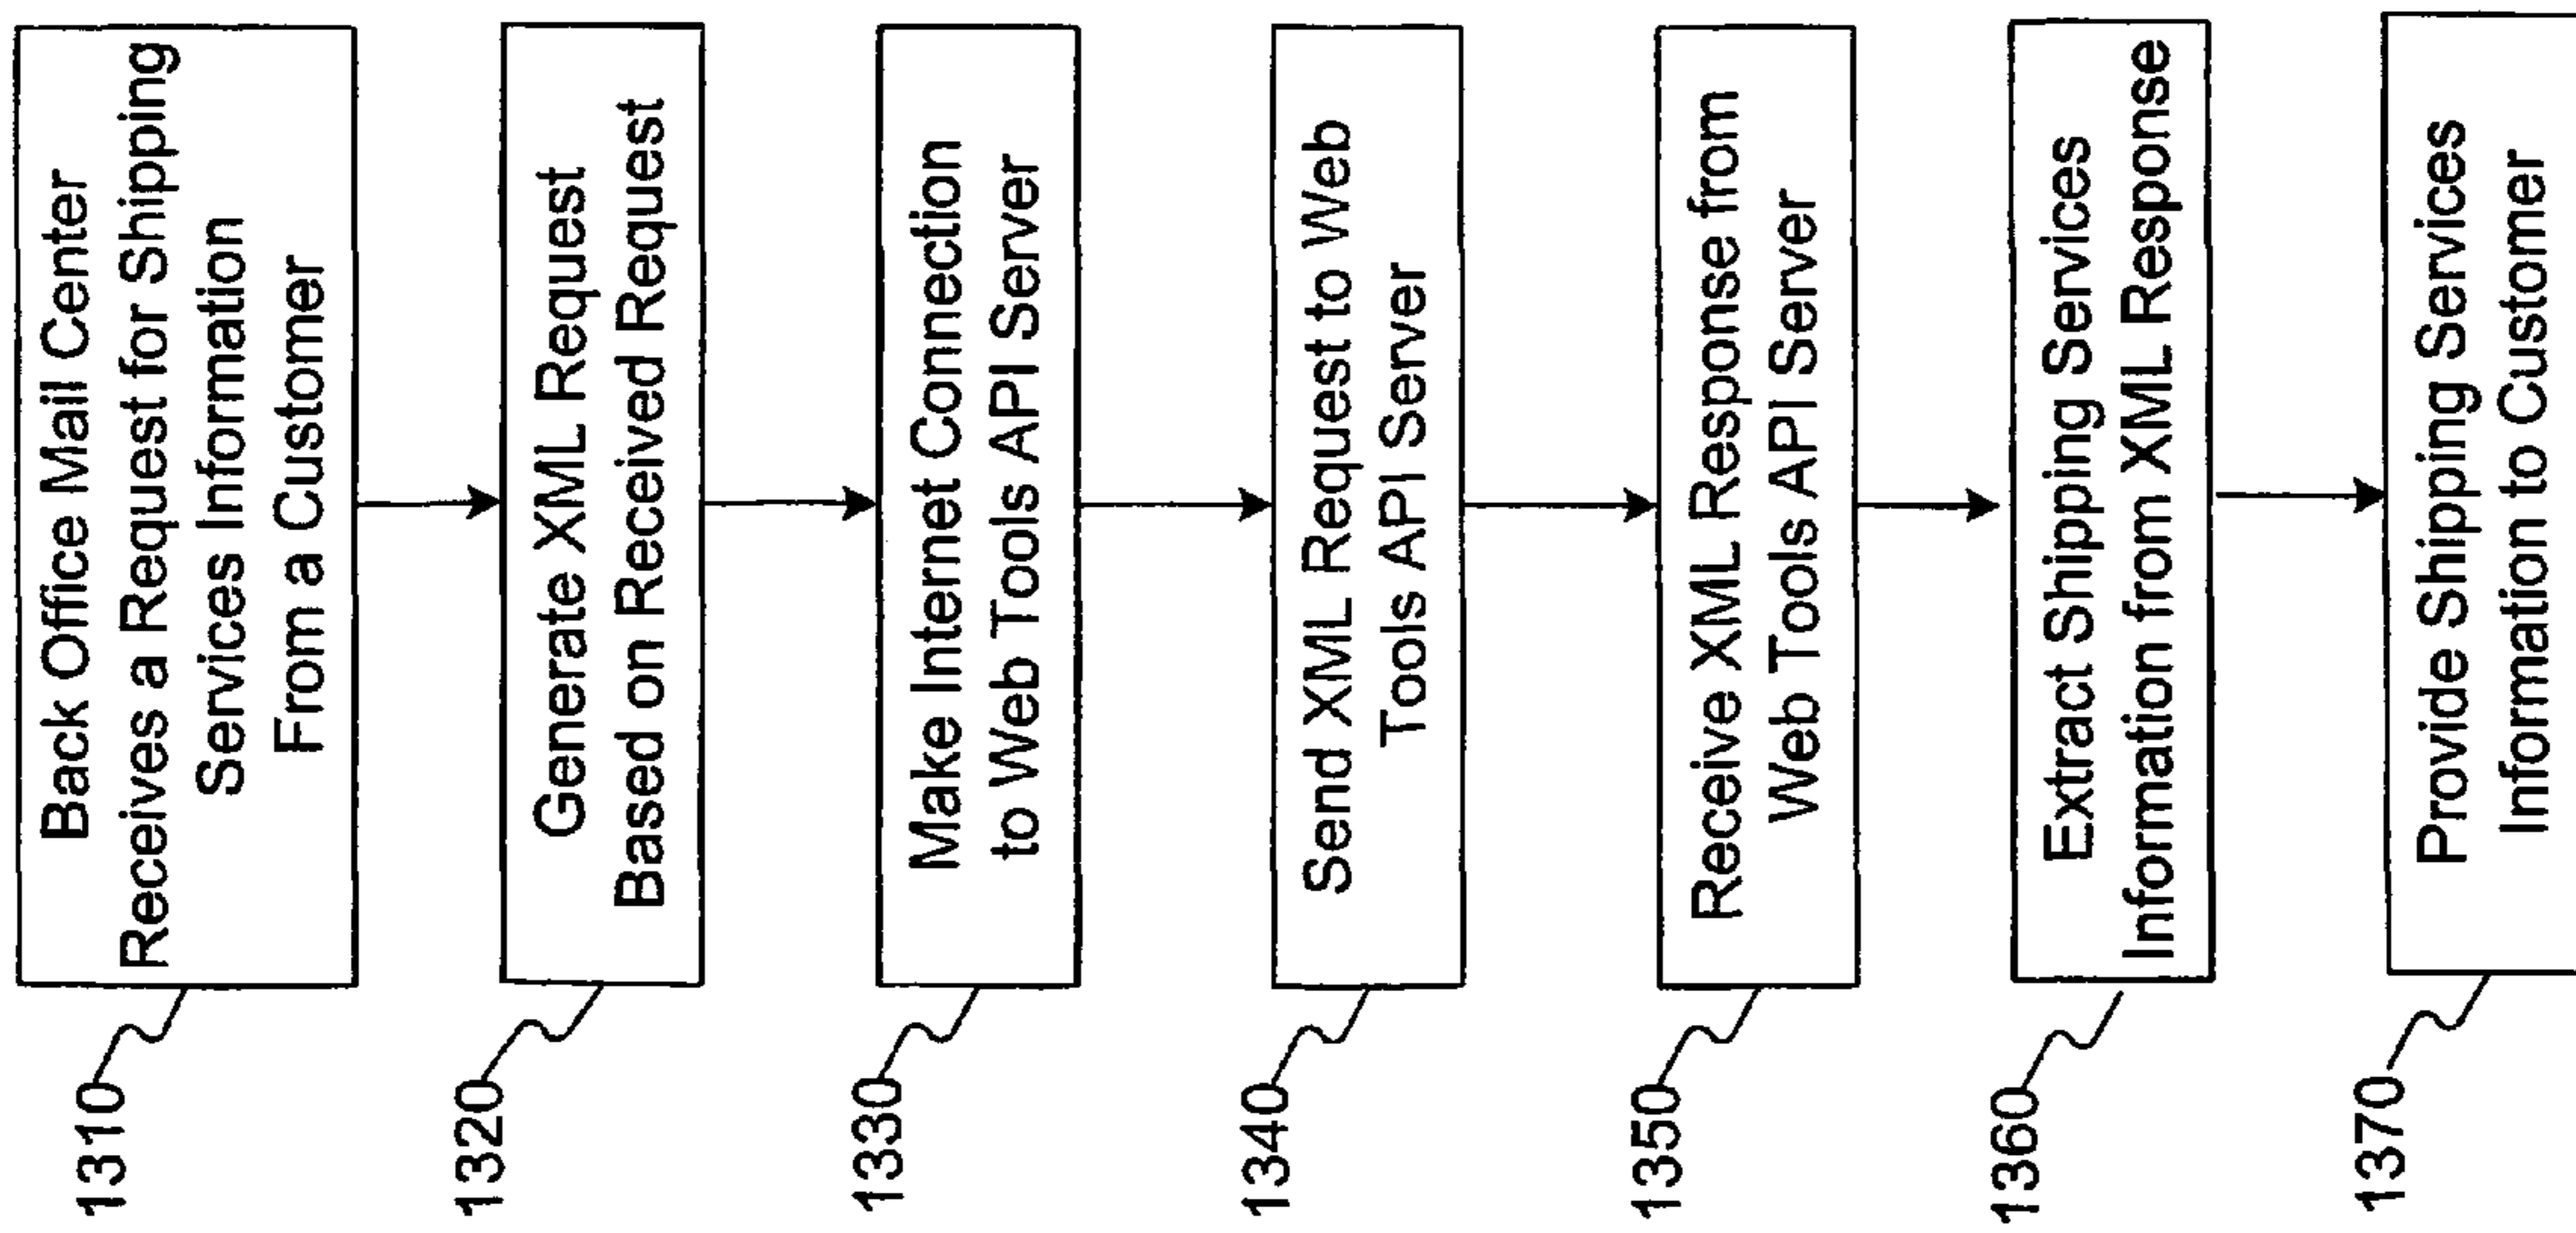 1310
Back Office Mail Center
Receives a Request for Shipping
Services Information
From a Customer
1320
Generate XML Request
Based on Received Request
1330
Make Internet Connection
to Web Tools API Server
1340
Send XML Request to Web
Tools API Server
1350
Receive XML Response from
Web Tools API Server
1360
Extract Shipping Services
Information from XML Response
1370
Provide Shipping Services
Information to Customer